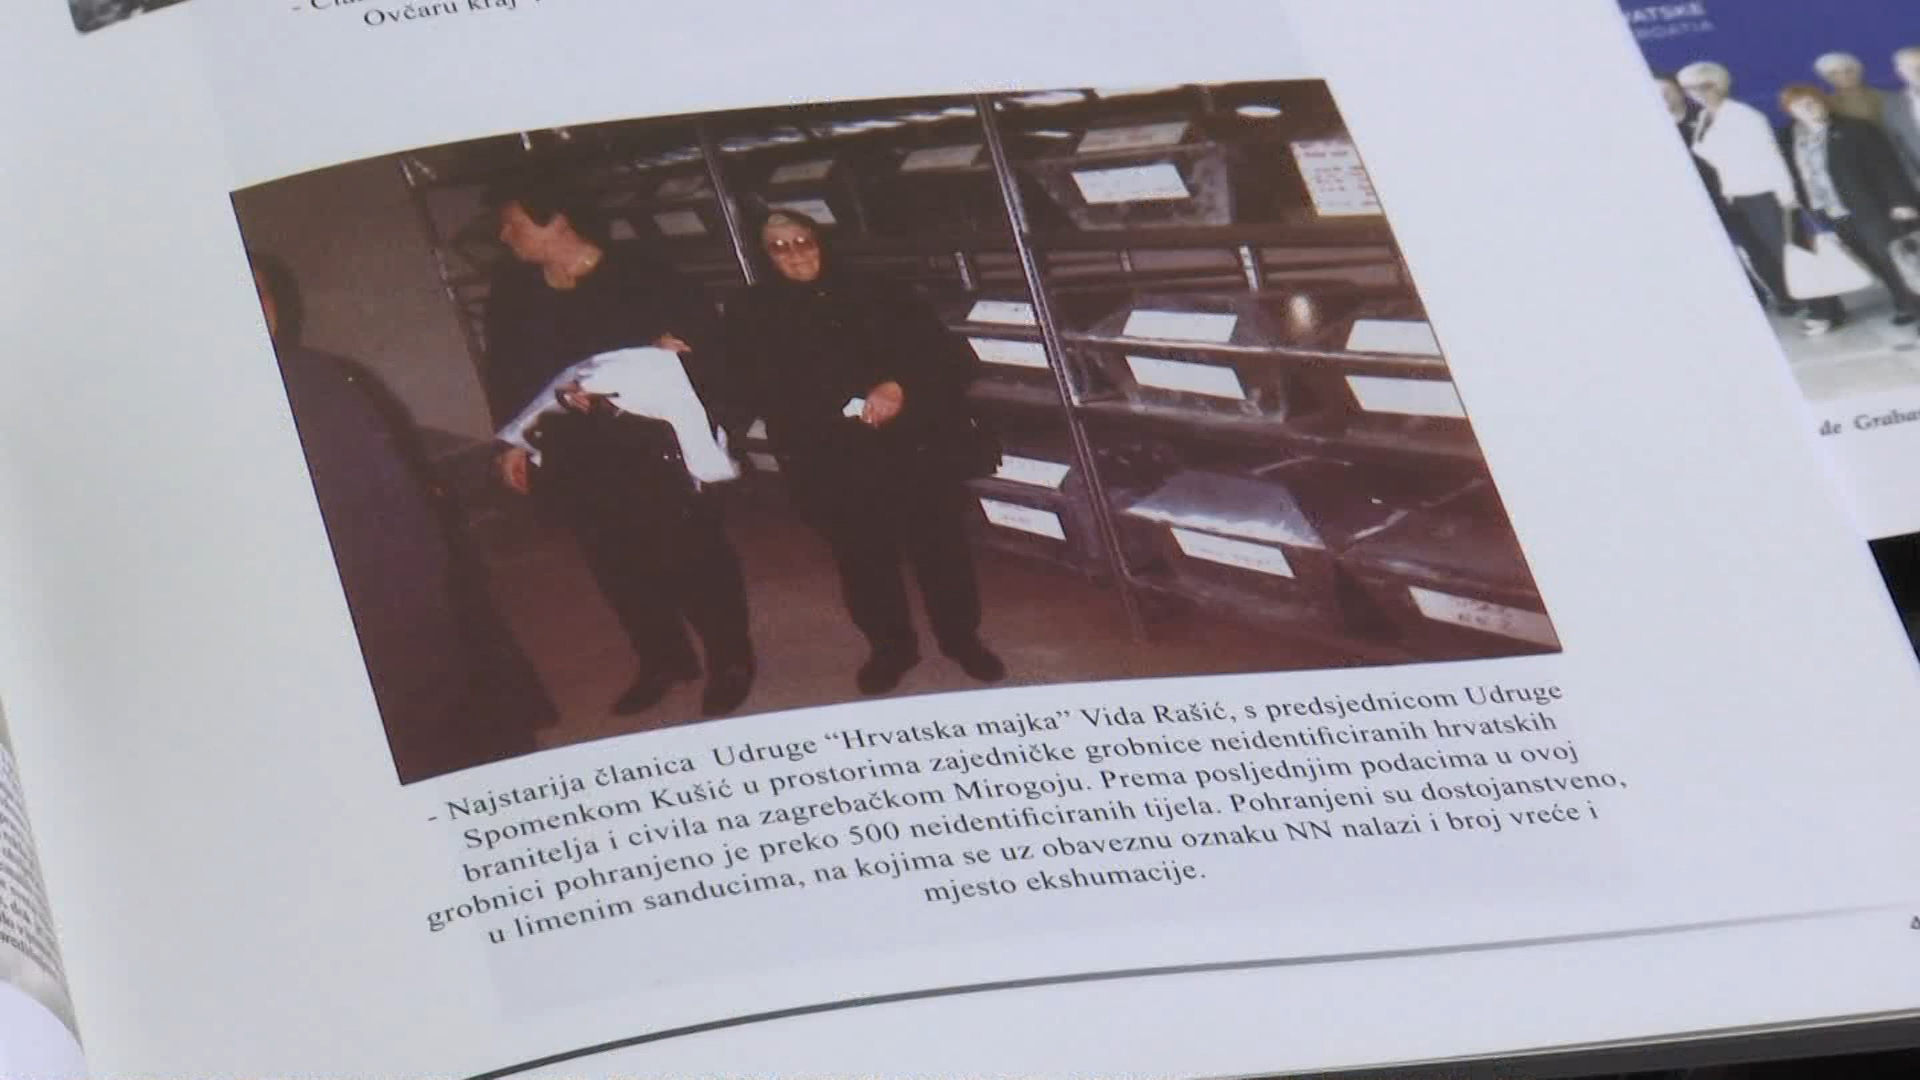 Ovčaru kraj
- Najstarija članica Udruge “Hrvatska majka” Vida Rašić, s predsjednicom Udruge
Spomenkom Kušić u prostorima zajedničke grobnice neidentificiranih hrvatskih
branitelja i civila na zagrebačkom Mirogoju. Prema posljednjim podacima u ovoj
grobnici pohranjeno je preko 500 neidentificiranih tijela. Pohranjeni su dostojanstveno,
u limenim sanducima, na kojima se uz obaveznu oznaku NN nalazi i broj vreće i
mjesto ekshumacije.
de